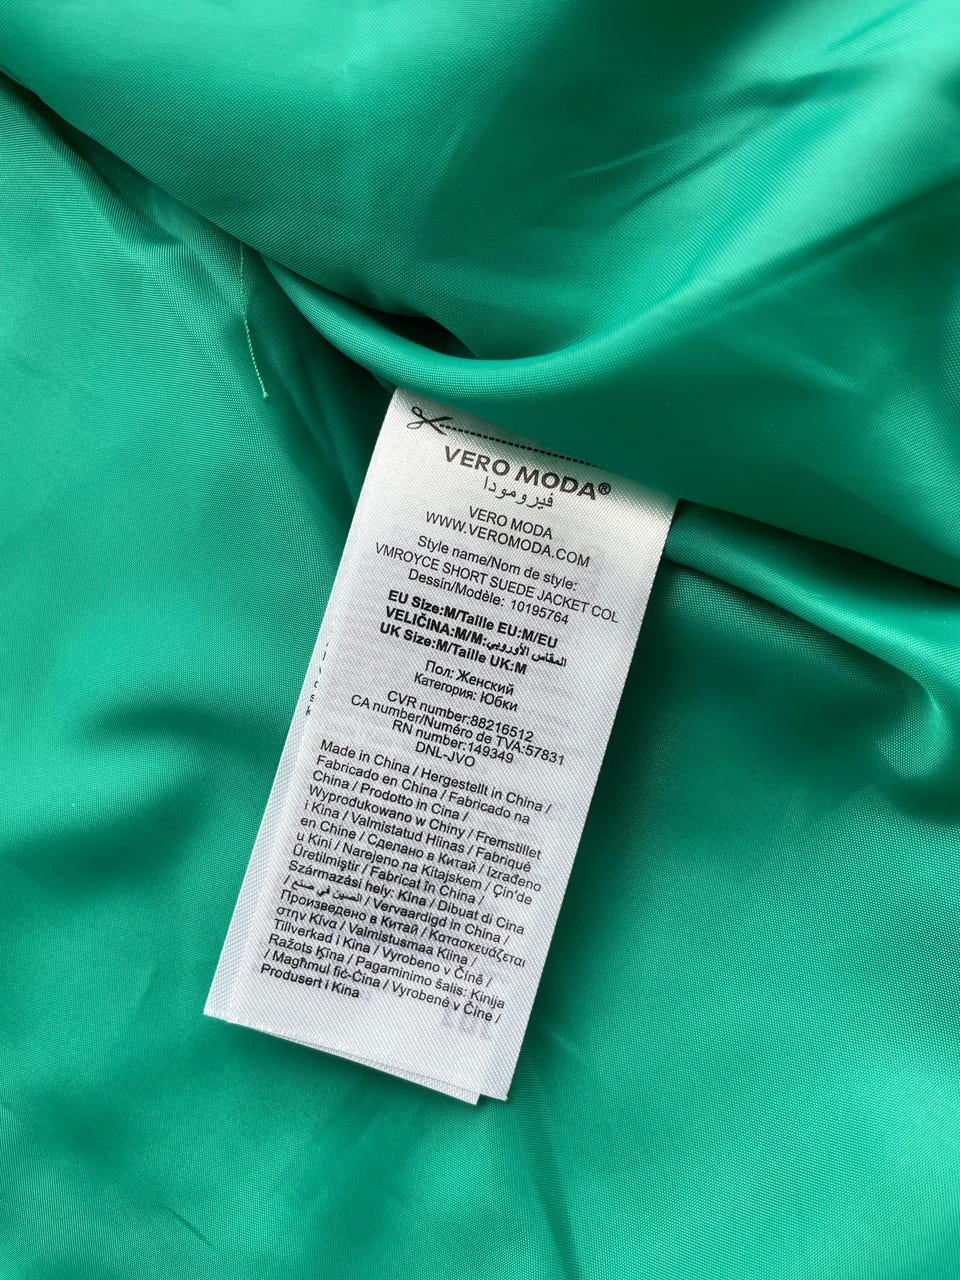 VERO MODA®
فيرومودا
VERO MODA
WWW.VEROMODA.COM
Style name/Nom de style:
VMROYCE SHORT SUEDE JACKET COL
Dessin/Modèle: 10195764
EU Size:M/Taille EU:M/EU
VELIČINA:M/M:المقاس الأوروبي
UK Size:M/Taille UK:M
Пол: Женский
Категория: Юбки
CVR number:88216512
CA number/Numéro de TVA:57831
RN number:149349
DNL-JVO
Made in China / Hergestellt in China /
Fabricado en China / Fabricado na
China / Prodotto in Cina /
Wyprodukowano w Chiny / Fremstillet
i Kina / Valmistatud Hiinas / Fabriqué
en Chine / Сделано в Китай / Izrađeno
u Kini / Narejeno na Kitajskem / Çin'de
Üretilmiştir / Fabricat în China /
Származási hely: Kína / Dibuat di Cina
/ الصين في صنع / Vervaardigd in China /
Произведено в Китай / Κατασκευάζεται
στην Κίνα / Valmistusmaa Kiina /
Tillverkad i Kina / Vyrobeno v Číně /
Ražots Ķīna / Pagaminimo šalis: Kinija
/ Magħmul fiċ-Ċina / Vyrobené v Číne /
Produsert i Kina